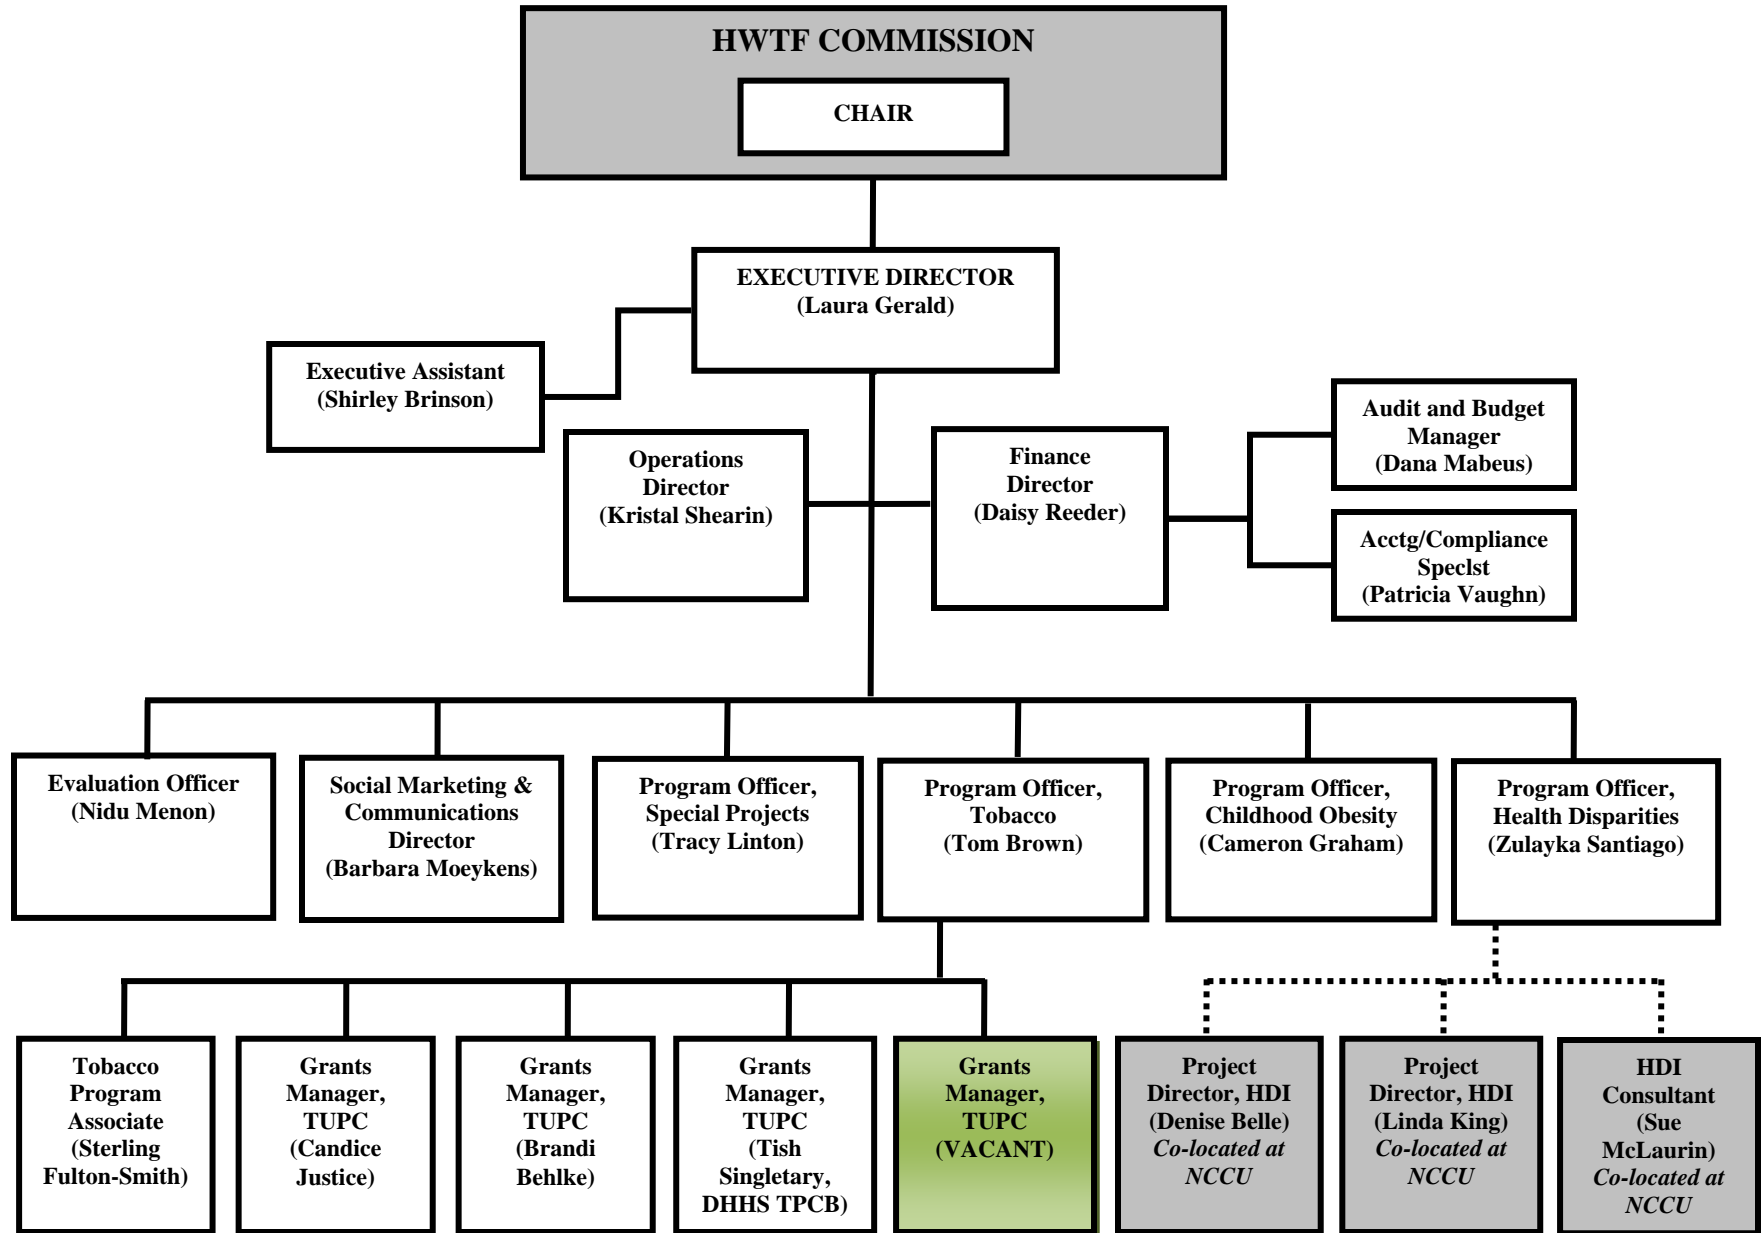 HWTF COMMISSION
CHAIR
EXECUTIVE DIRECTOR
(Laura Gerald)
Executive Assistant
(Shirley Brinson)
Operations
Director
(Kristal Shearin)
Finance
Director
(Daisy Reeder)
Audit and Budget
Manager
(Dana Mabeus)
Acctg/Compliance
Speclst
(Patricia Vaughn)
Evaluation Officer
(Nidu Menon)
Social Marketing &
Communications
Director
(Barbara Moeykens)
Program Officer,
Special Projects
(Tracy Linton)
Program Officer,
Tobacco
(Tom Brown)
Program Officer,
Childhood Obesity
(Cameron Graham)
Program Officer,
Health Disparities
(Zulayka Santiago)
Tobacco
Program
Associate
(Sterling
Fulton-Smith)
Grants
Manager,
TUPC
(Candice
Justice)
Grants
Manager,
TUPC
(Brandi
Behlke)
Grants
Manager,
TUPC
(Tish
Singletary,
DHHS TPCB)
Grants
Manager,
TUPC
(VACANT)
Project
Director, HDI
(Denise Belle)
Co-located at
NCCU
Project
Director, HDI
(Linda King)
Co-located at
NCCU
HDI
Consultant
(Sue
McLaurin)
Co-located at
NCCU